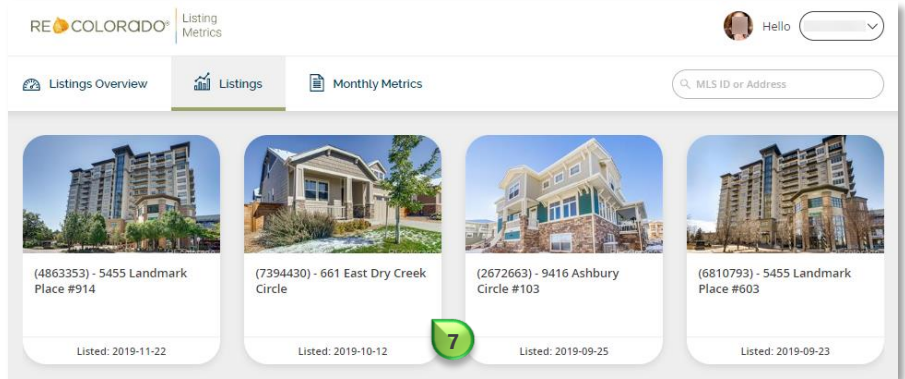 RECOLORADO® Listing
Metrics
Hello
Listings Overview Listings Monthly Metrics MLS ID or Address
(4863353) - 5455 Landmark
Place #914
(7394430) - 661 East Dry Creek
Circle
(2672663) - 9416 Ashbury
Circle #103
(6810793) - 5455 Landmark
Place #603
Listed: 2019-11-22
Listed: 2019-10-12
7
Listed: 2019-09-25
Listed: 2019-09-23